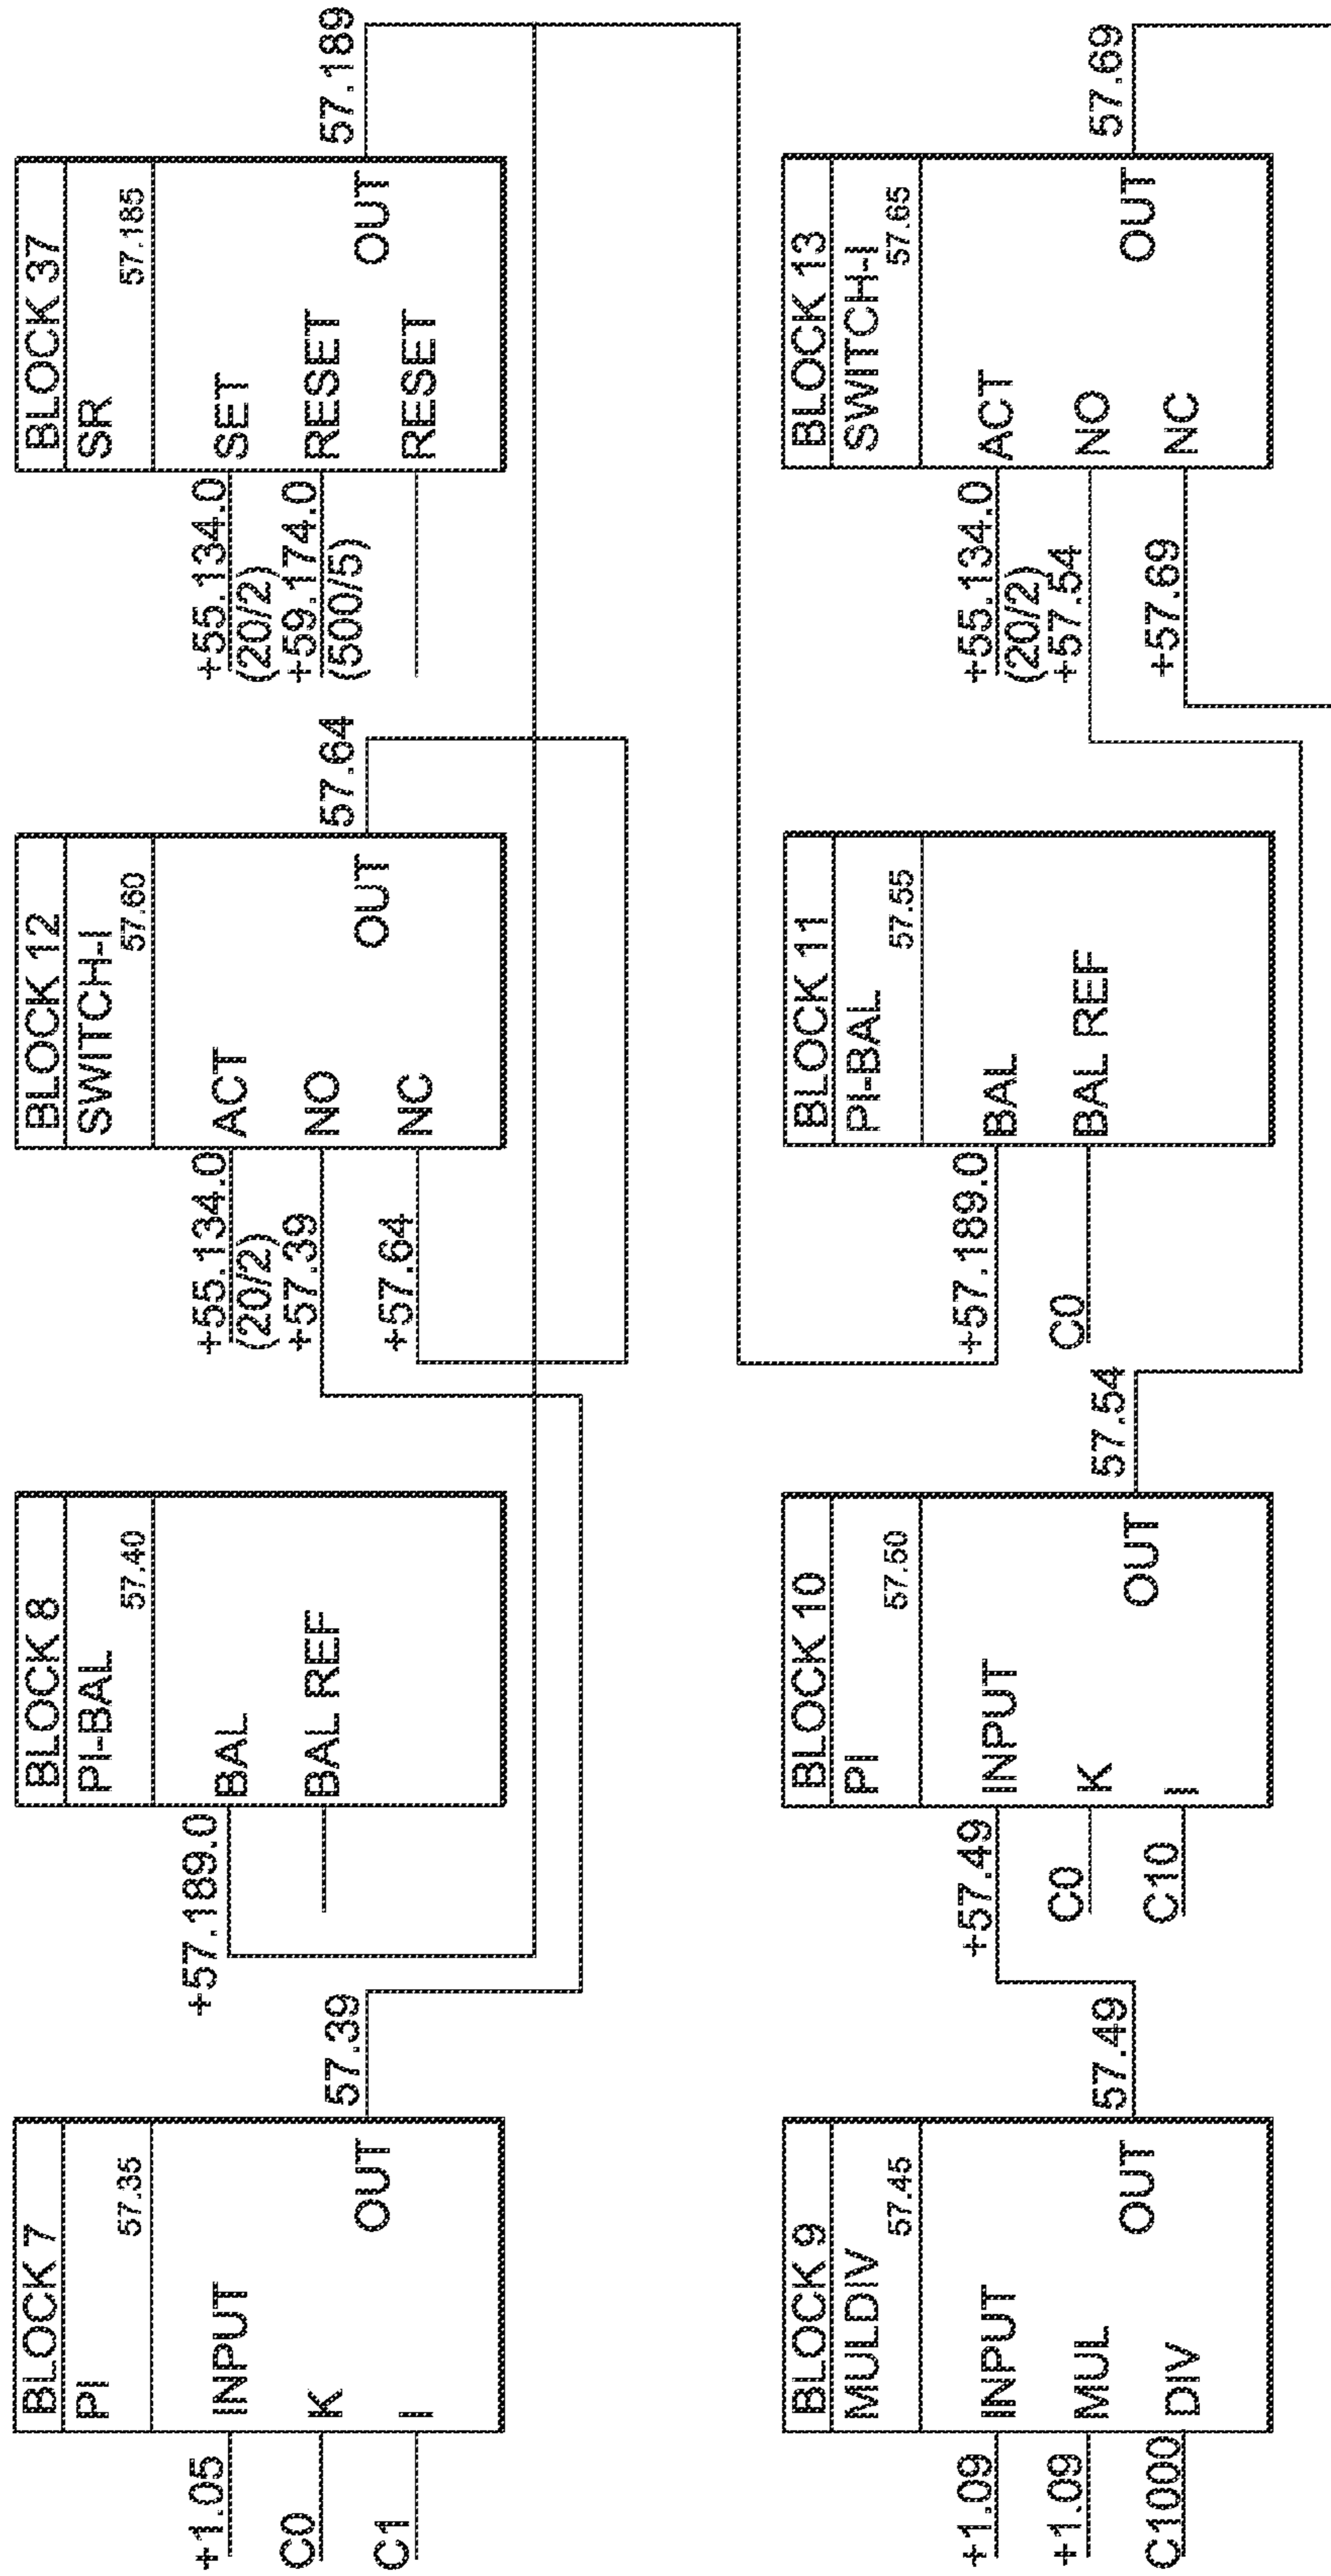 BLOCK 7
PI
57.35
+1.05
INPUT
C0
K
C1
I
OUT
57.39
BLOCK 8
PI-BAL
57.40
+57.189.0
BAL
BAL REF
BLOCK 12
SWITCH-I
57.60
+55.134.0
(20/2)
ACT
+57.39
NO
+57.64
NC
OUT
57.64
BLOCK 37
SR
57.185
+55.134.0
(20/2)
SET
+59.174.0
(500/5)
RESET
RESET
OUT
57.189
BLOCK 9
MULDIV
57.45
+1.09
INPUT
+1.09
MUL
C1000
DIV
OUT
57.49
BLOCK 10
PI
57.50
+57.49
INPUT
C0
K
C10
I
OUT
57.54
BLOCK 11
PI-BAL
57.55
+57.189.0
BAL
C0
BAL REF
BLOCK 13
SWITCH-I
57.65
+55.134.0
(20/2)
ACT
+57.54
NO
+57.69
NC
OUT
57.69